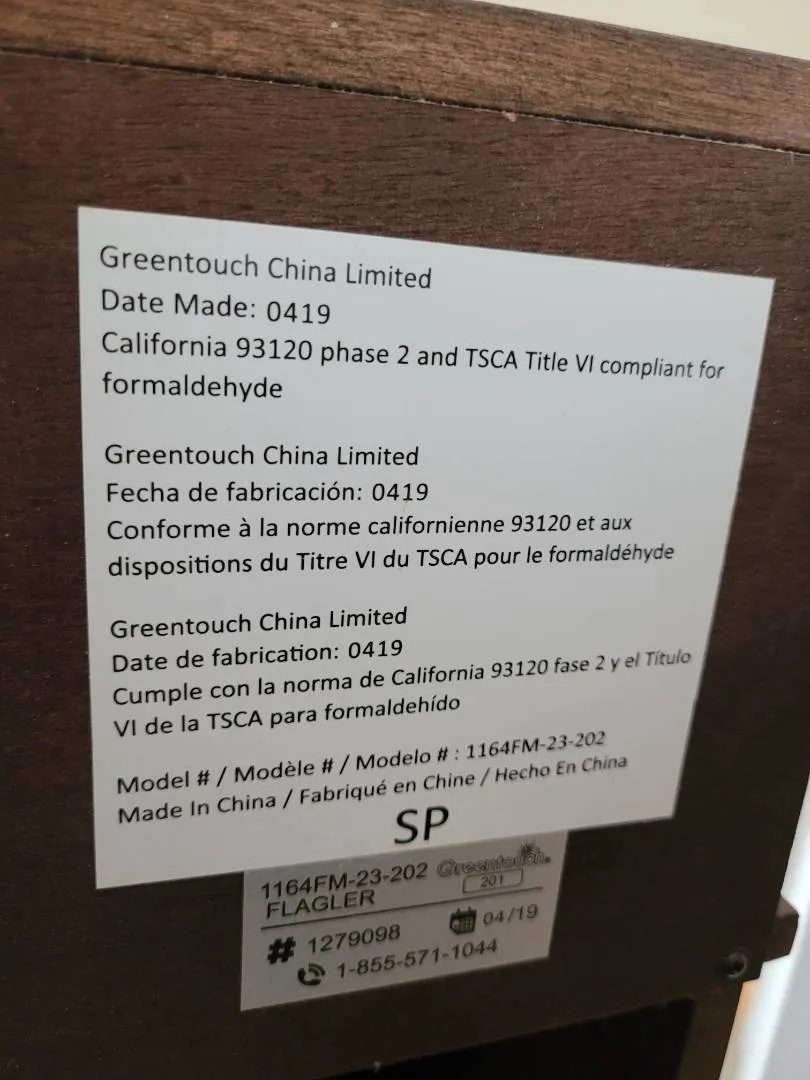 Greentouch China Limited
Date Made: 0419
California 93120 phase 2 and TSCA Title VI compliant for
formaldehyde
Greentouch China Limited
Fecha de fabricación: 0419
Conforme à la norme californienne 93120 et aux
dispositions du Titre VI du TSCA pour le formaldéhyde
Greentouch China Limited
Date de fabrication: 0419
Cumple con la norma de California 93120 fase 2 y el Título
VI de la TSCA para formaldehído
Model # / Modèle # / Modelo # : 1164FM-23-202
Made In China / Fabriqué en Chine / Hecho En China
SP
1164FM-23-202 Greentouch®
FLAGLER 201
# 1279098 04/19
1-855-571-1044